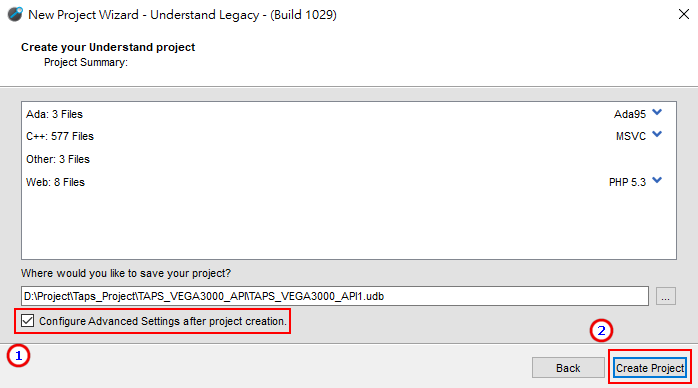 New Project Wizard - Understand Legacy - (Build 1029)
Create your Understand project
Project Summary:
Ada: 3 Files Ada95
C++: 577 Files MSVC
Other: 3 Files
Web: 8 Files PHP 5.3
Where would you like to save your project?
D:\Project\Taps_Project\TAPS_VEGA3000_API\TAPS_VEGA3000_API1.udb ...
Configure Advanced Settings after project creation.
1
2
Back Create Project